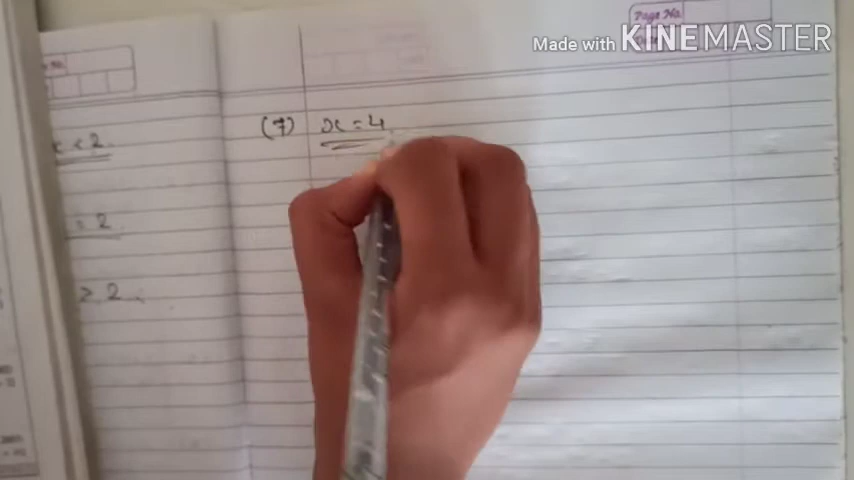 Page No.
Made with KINEMASTER
(7) x = 4.
x < 2.
= 2
> 2.